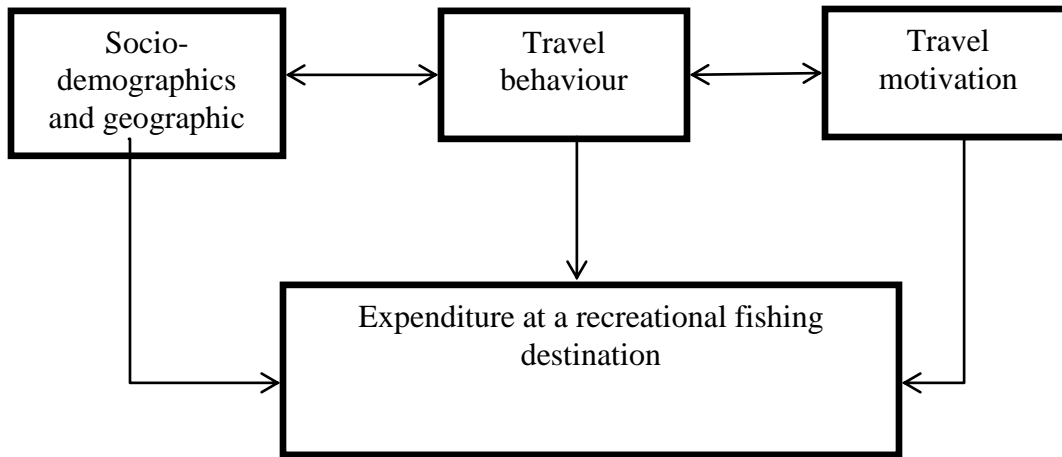 Socio-
demographics
and geographic
Travel
behaviour
Travel
motivation
Expenditure at a recreational fishing
destination